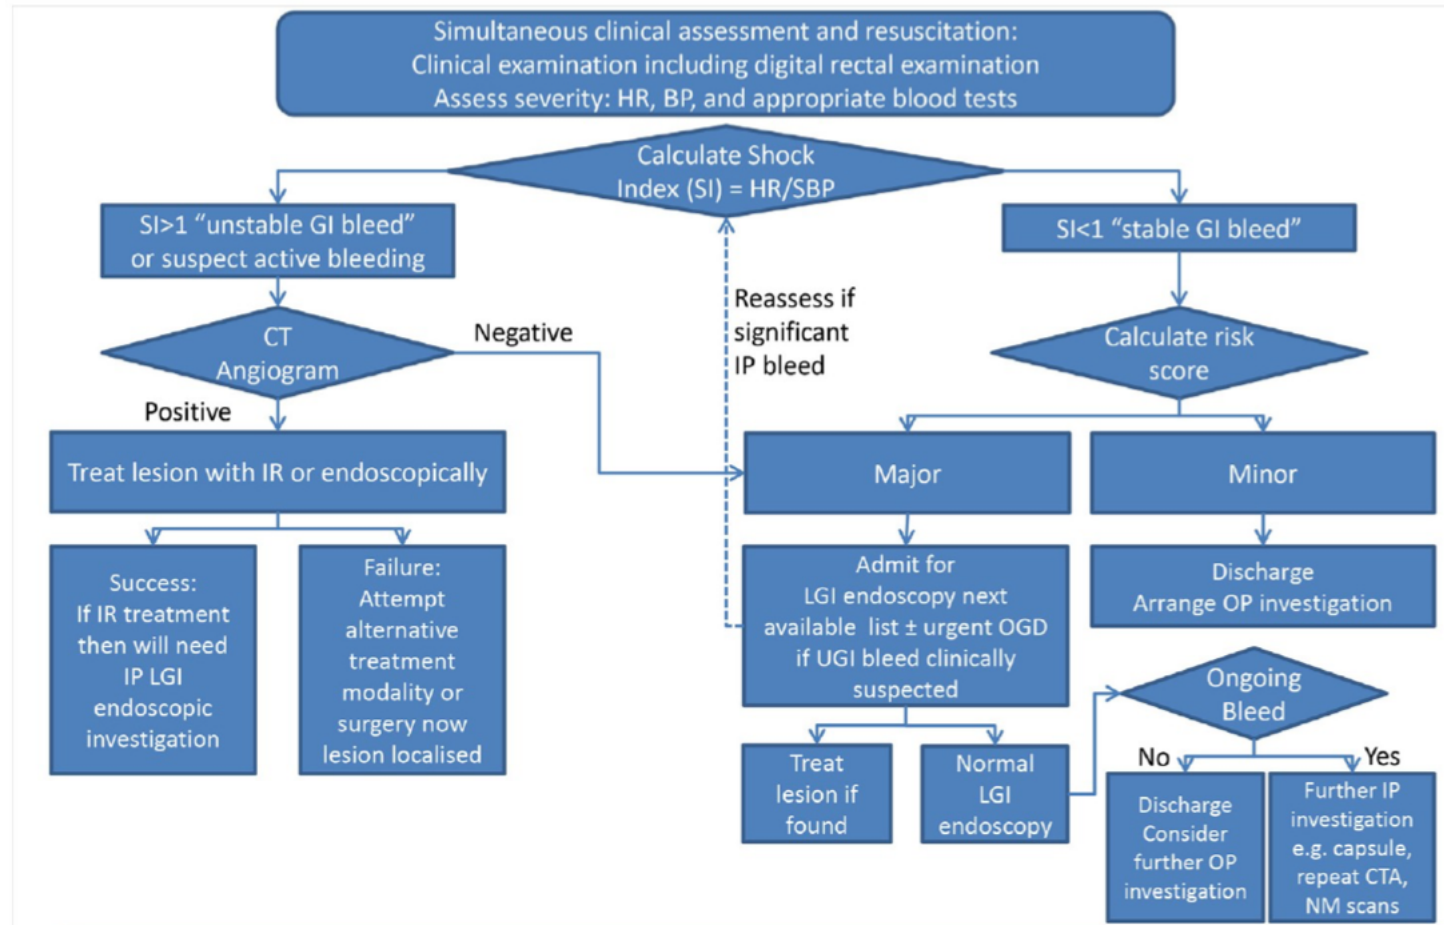 Simultaneous clinical assessment and resuscitation:
Clinical examination including digital rectal examination
Assess severity: HR, BP, and appropriate blood tests
Calculate Shock
Index (SI) = HR/SBP
SI>1 “unstable GI bleed”
or suspect active bleeding
SI<1 “stable GI bleed”
CT
Angiogram
Negative
Positive
Reassess if
significant
IP bleed
Calculate risk
score
Treat lesion with IR or endoscopically
Major
Minor
Success:
If IR treatment
then will need
IP LGI
endoscopic
investigation
Failure:
Attempt
alternative
treatment
modality or
surgery now
lesion localised
Admit for
LGI endoscopy next
available list ± urgent OGD
if UGI bleed clinically
suspected
Discharge
Arrange OP investigation
Treat
lesion if
found
Normal
LGI
endoscopy
Ongoing
Bleed
No
Yes
Discharge
Consider
further OP
investigation
Further IP
investigation
e.g. capsule,
repeat CTA,
NM scans